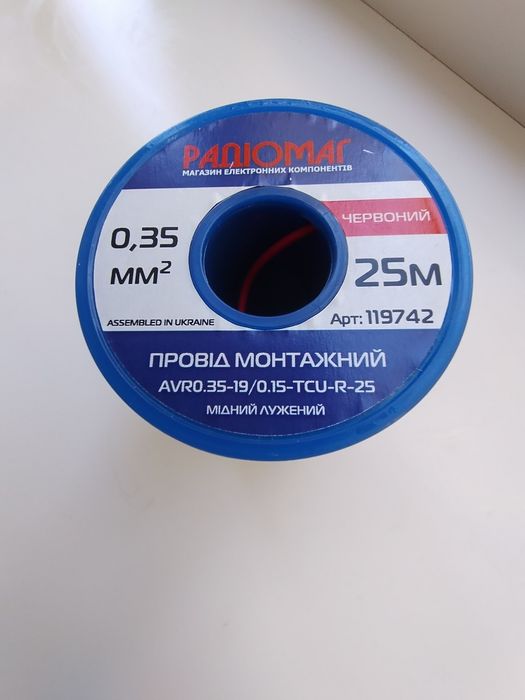 РАДІОМАГ
МАГАЗИН ЕЛЕКТРОННИХ КОМПОНЕНТІВ
0,35
ММ²
ЧЕРВОНИЙ
25М
ASSEMBLED IN UKRAINE
Арт: 119742
ПРОВІД МОНТАЖНИЙ
AVR0.35-19/0.15-TCU-R-25
МІДНИЙ ЛУЖЕНИЙ